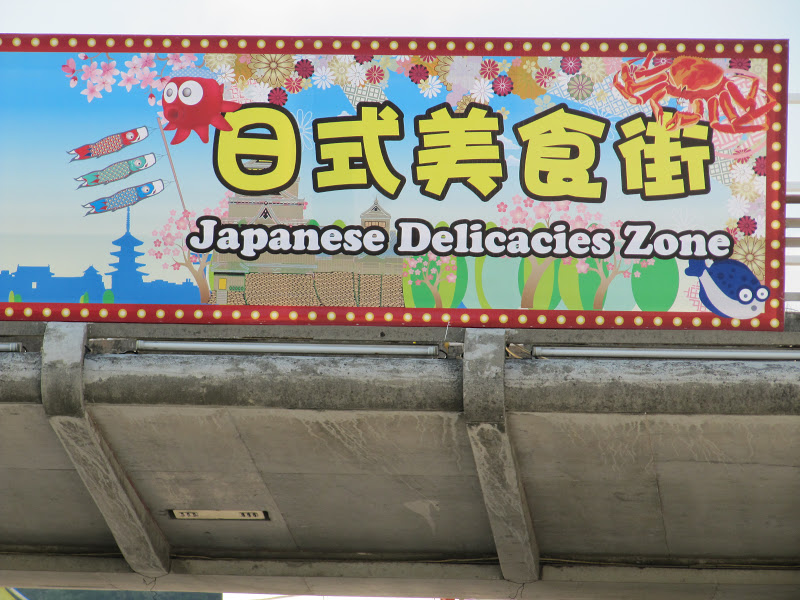 日式美食街
Japanese Delicacies Zone